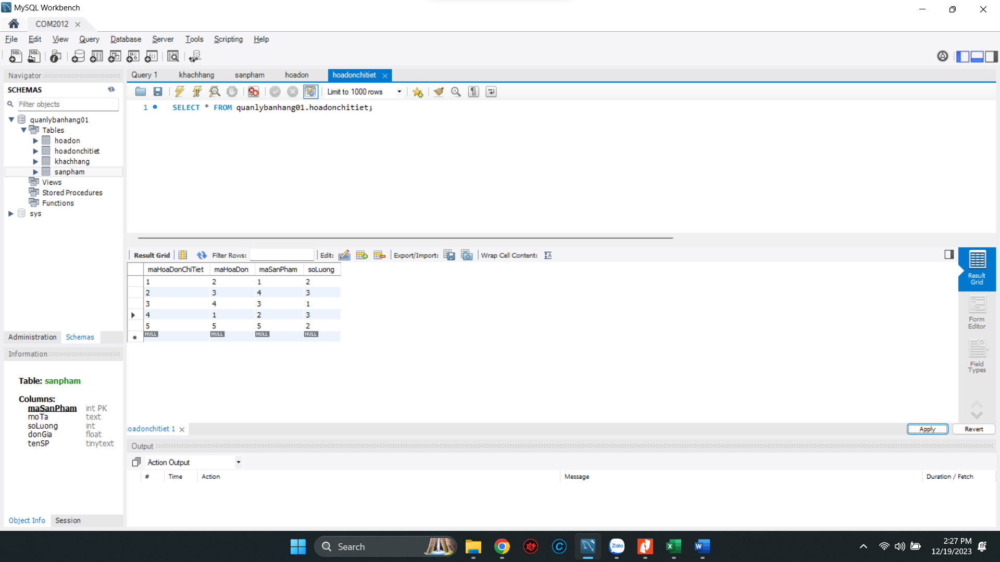 MySQL Workbench
COM2012
File Edit View Query Database Server Tools Scripting Help
Navigator
SCHEMAS
Filter objects
quanlybanhang01
Tables
hoadon
hoadonchitiet
khachhang
sanpham
Views
Stored Procedures
Functions
sys
Administration Schemas
Information
Table: sanpham
Columns:
maSanPham int PK
moTa text
soLuong int
donGia float
tenSP tinytext
Object Info Session
Query 1 khachhang sanpham hoadon hoadonchitiet
Limit to 1000 rows
1 SELECT * FROM quanlybanhang01.hoadonchitiet;
Result Grid Filter Rows: Edit: Export/Import: Wrap Cell Content:
maHoaDonChiTiet maHoaDon maSanPham soLuong
1 2 1 2
2 3 4 3
3 4 3 1
4 1 2 3
5 5 5 2
NULL NULL NULL NULL
Result
Grid
Form
Editor
Field
Types
oadonchitiet 1
Apply Revert
Output
Action Output
# Time Action Message Duration / Fetch
Search
Zalo
2:27 PM
12/19/2023